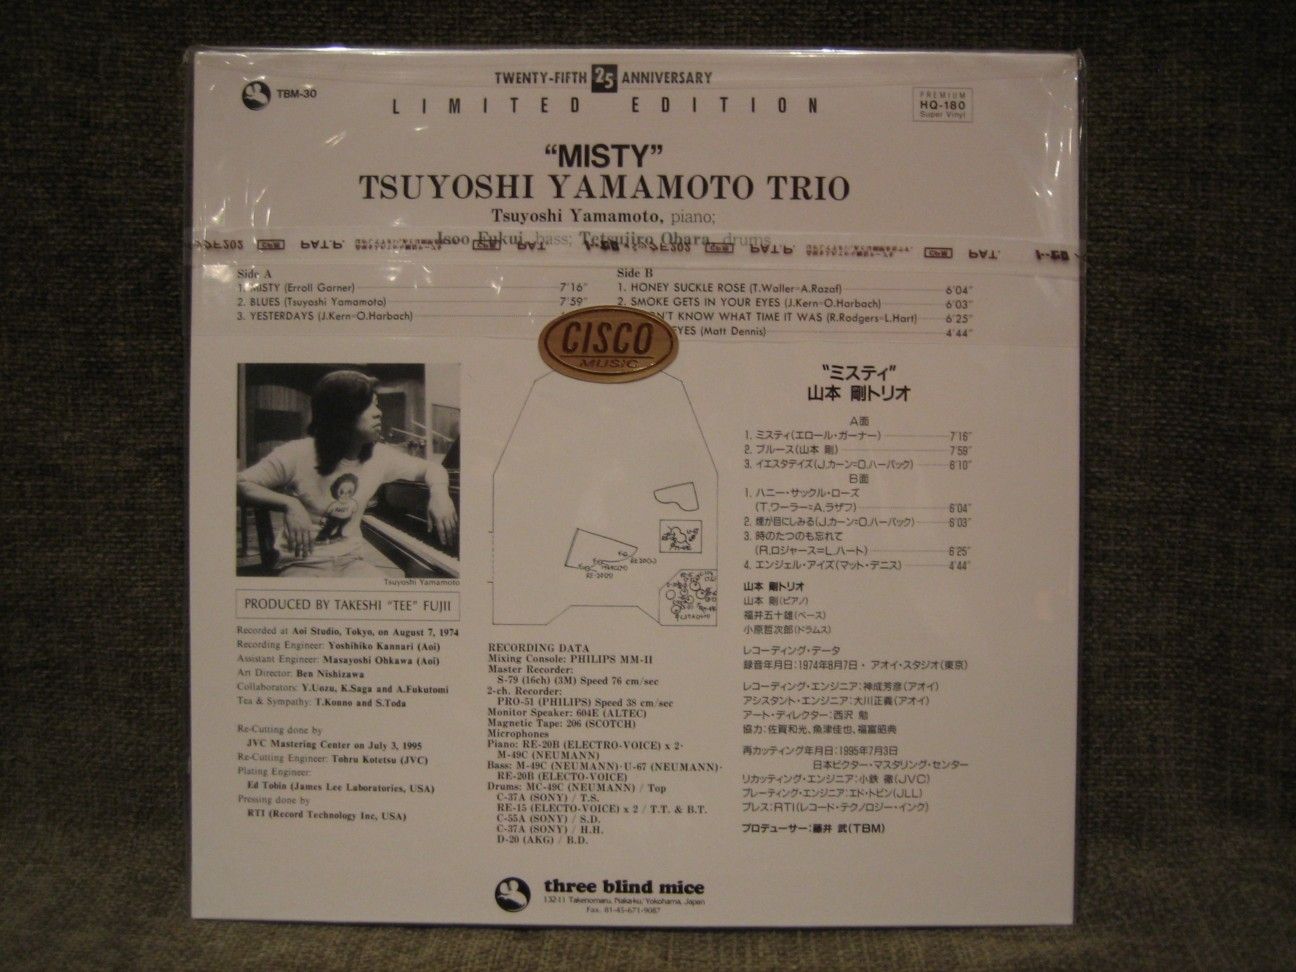 TBM-30
TWENTY-FIFTH 25 ANNIVERSARY
LIMITED EDITION
PREMIUM
HQ-180
Super Vinyl
“MISTY”
TSUYOSHI YAMAMOTO TRIO
Tsuyoshi Yamamoto, piano;
Isoo Fukui, bass; Tetsujiro Obara, drums
PAT.P.
Side A
1. MISTY (Erroll Garner) 7'16"
2. BLUES (Tsuyoshi Yamamoto) 7'59"
3. YESTERDAYS (J.Kern=O.Harbach)
Side B
1. HONEY SUCKLE ROSE (T.Waller=A.Razaf) 6'04"
2. SMOKE GETS IN YOUR EYES (J.Kern=O.Harbach) 6'03"
KNOW WHAT TIME IT WAS (R.Rodgers=L.Hart) 6'25"
EYES (Matt Dennis) 4'44"
CISCO
MUSIC
Tsuyoshi Yamamoto
PRODUCED BY TAKESHI “TEE” FUJII
Recorded at Aoi Studio, Tokyo, on August 7, 1974
Recording Engineer: Yoshihiko Kannari (Aoi)
Assistant Engineer: Masayoshi Ohkawa (Aoi)
Art Director: Ben Nishizawa
Collaborators: Y.Uozu, K.Saga and A.Fukutomi
Tea & Sympathy: T.Konno and S.Toda
Re-Cutting done by
JVC Mastering Center on July 3, 1995
Re-Cutting Engineer: Tohru Kotetsu (JVC)
Plating Engineer:
Ed Tobin (James Lee Laboratories, USA)
Pressing done by
RTI (Record Technology Inc, USA)
RECORDING DATA
Mixing Console: PHILIPS MM-II
Master Recorder:
S-79 (16ch) (3M) Speed 76 cm/sec
2-ch. Recorder:
PRO-51 (PHILIPS) Speed 38 cm/sec
Monitor Speaker: 604E (ALTEC)
Magnetic Tape: 206 (SCOTCH)
Microphones
Piano: RE-20B (ELECTRO-VOICE) x 2·
M-49C (NEUMANN)
Bass: M-49C (NEUMANN)·U-67 (NEUMANN)·
RE-20B (ELECTO-VOICE)
Drums: MC-49C (NEUMANN) / Top
C-37A (SONY) / T.S.
RE-15 (ELECTO-VOICE) x 2 / T.T. & B.T.
C-55A (SONY) / S.D.
C-37A (SONY) / H.H.
D-20 (AKG) / B.D.
“ミスティ”
山本 剛トリオ
A面
1. ミスティ(エロール・ガーナー) 7'16"
2. ブルース(山本 剛) 7'59"
3. イエスタデイズ(J.カーン=O.ハーバック) 6'10"
B面
1. ハニー・サックル・ローズ
(T.ワーラー=A.ラザフ) 6'04"
2. 煙が目にしみる(J.カーン=O.ハーバック) 6'03"
3. 時のたつのも忘れて
(R.ロジャース=L.ハート) 6'25"
4. エンジェル・アイズ(マット・デニス) 4'44"
山本 剛トリオ
山本 剛(ピアノ)
福井五十雄(ベース)
小原哲次郎(ドラムス)
レコーディング・データ
録音年月日:1974年8月7日・アオイ・スタジオ(東京)
レコーディング・エンジニア:神成芳彦(アオイ)
アシスタント・エンジニア:大川正義(アオイ)
アート・ディレクター:西沢 勉
協力:佐賀和光、魚津佳也、福富昭典
再カッティング年月日:1995年7月3日
日本ビクター・マスタリング・センター
リカッティング・エンジニア:小鉄 徹(JVC)
プレーティング・エンジニア:エド・トビン(JLL)
プレス:RTI(レコード・テクノロジー・インク)
プロデューサー:藤井 武(TBM)
three blind mice
132-11 Takenomaru, Naka-ku, Yokohama, Japan
Fax. 81-45-671-9087